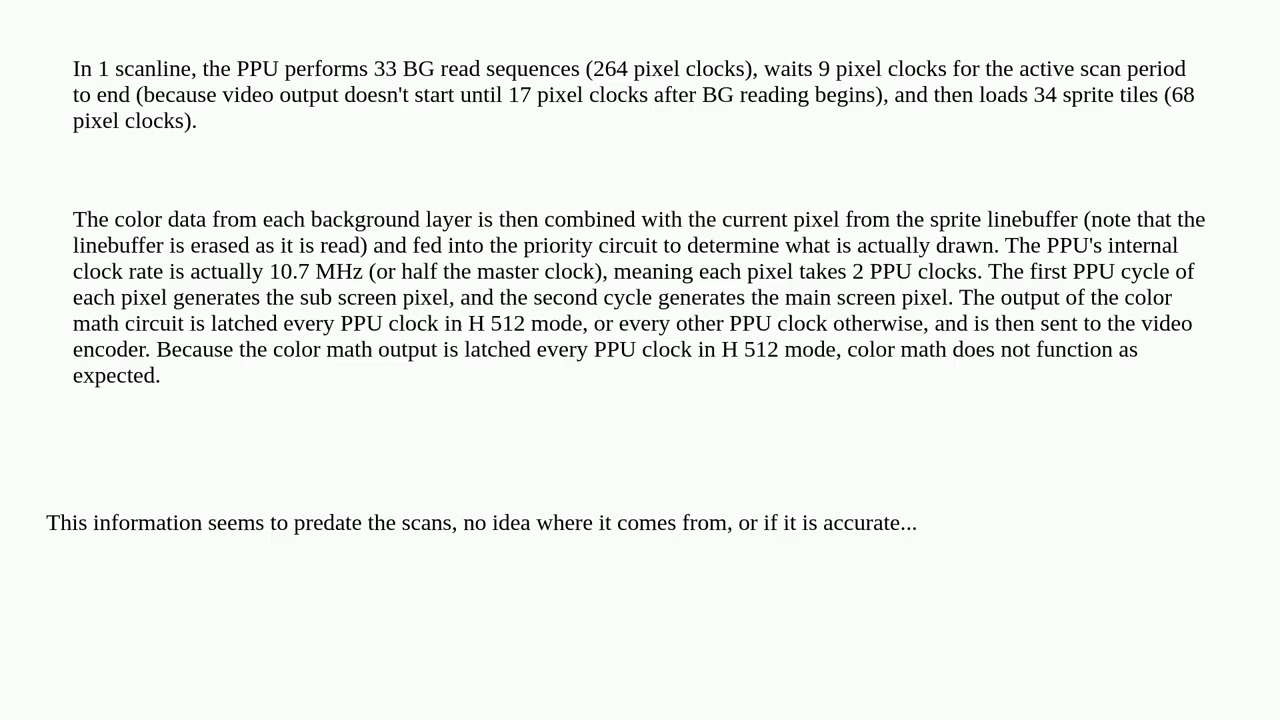 In 1 scanline, the PPU performs 33 BG read sequences (264 pixel clocks), waits 9 pixel clocks for the active scan period
to end (because video output doesn't start until 17 pixel clocks after BG reading begins), and then loads 34 sprite tiles (68
pixel clocks).
The color data from each background layer is then combined with the current pixel from the sprite linebuffer (note that the
linebuffer is erased as it is read) and fed into the priority circuit to determine what is actually drawn. The PPU's internal
clock rate is actually 10.7 MHz (or half the master clock), meaning each pixel takes 2 PPU clocks. The first PPU cycle of
each pixel generates the sub screen pixel, and the second cycle generates the main screen pixel. The output of the color
math circuit is latched every PPU clock in H 512 mode, or every other PPU clock otherwise, and is then sent to the video
encoder. Because the color math output is latched every PPU clock in H 512 mode, color math does not function as
expected.
This information seems to predate the scans, no idea where it comes from, or if it is accurate...